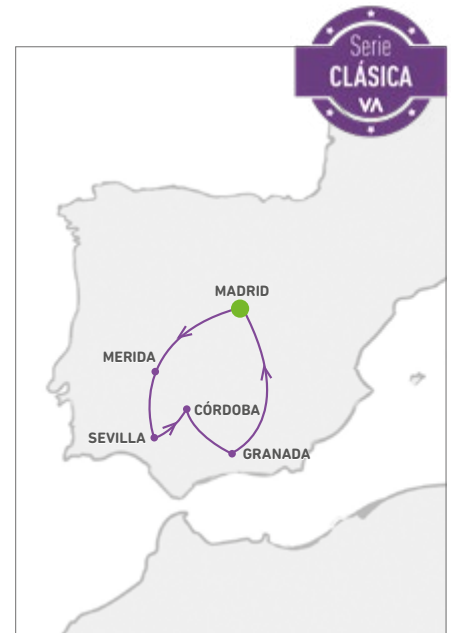 Serie
CLÁSICA
VA
MADRID
MERIDA
CÓRDOBA
SEVILLA
GRANADA